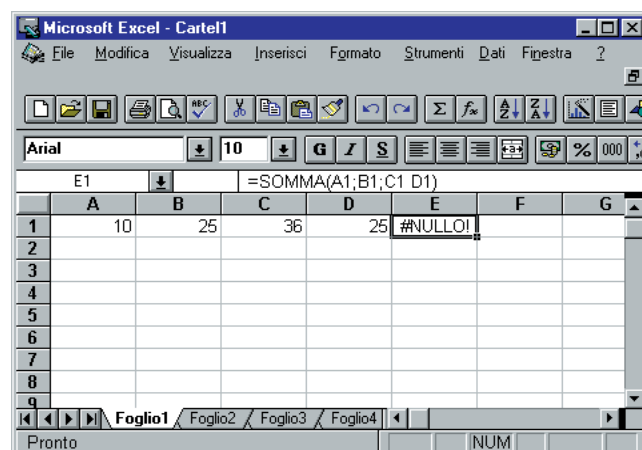 Microsoft Excel - Cartel1
File Modifica Visualizza Inserisci Formato Strumenti Dati Finestra ?
ABC Σ fx A Z Z A
Arial 10 G I S % 000
E1 =SOMMA(A1;B1;C1 D1)
A B C D E F G
1 10 25 36 25 #NULLO!
2
3
4
5
6
7
8
9
Foglio1 Foglio2 Foglio3 Foglio4
Pronto NUM